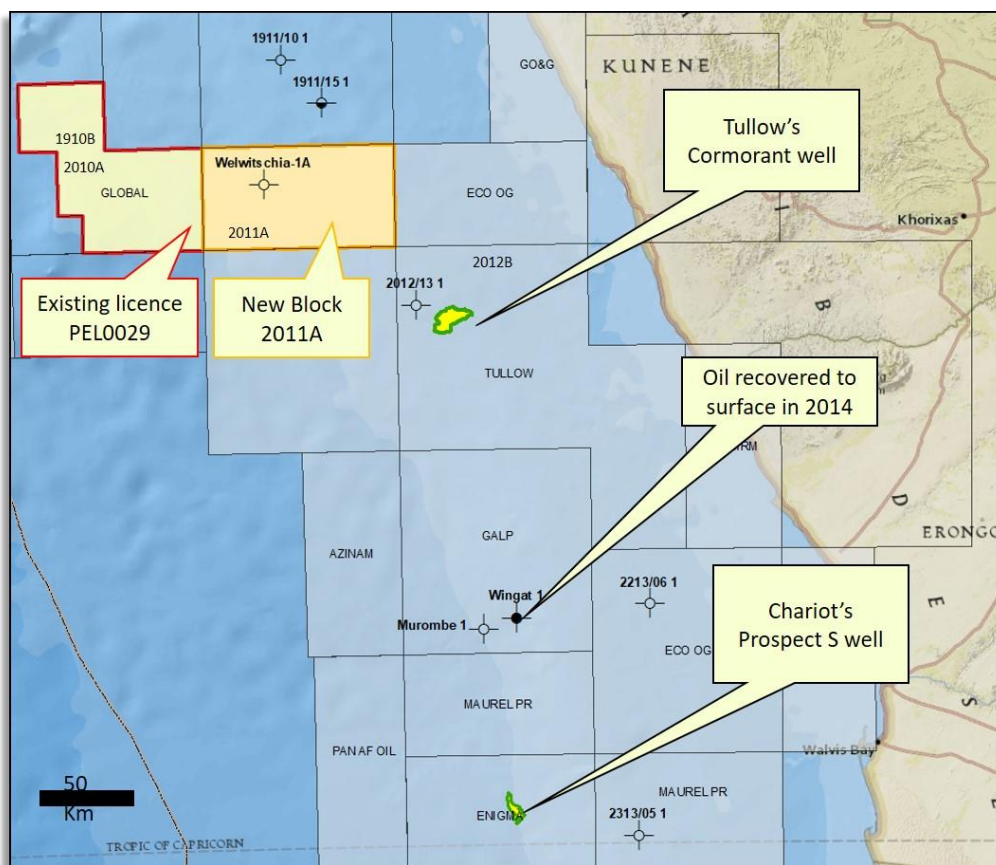 1911/10 1
GO&G
KUNENE
1911/15 1
Tullow's
Cormorant well
1910B
2010A
GLOBAL
Welwitschia-1A
2011A
ECO OG
Khorixas
2012B
2012/13 1
Existing licence
PEL0029
New Block
2011A
TULLOW
Oil recovered to
surface in 2014
AZINAM
GALP
D
ERONGO
Wingat 1
2213/06 1
Murombe 1
ECO OG
Chariot's
Prospect S well
E
MAUREL PR
PAN AF OIL
Walvis Bay
S
50
Km
ENIGMA
MAUREL PR
2313/05 1
TROPIC OF CAPRICORN